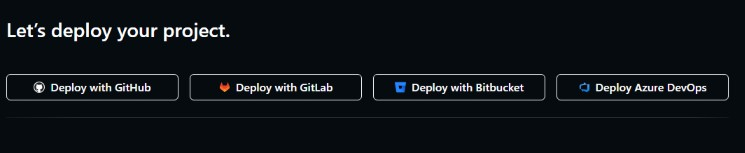 Let’s deploy your project.
Deploy with GitHub
Deploy with GitLab
Deploy with Bitbucket
Deploy Azure DevOps